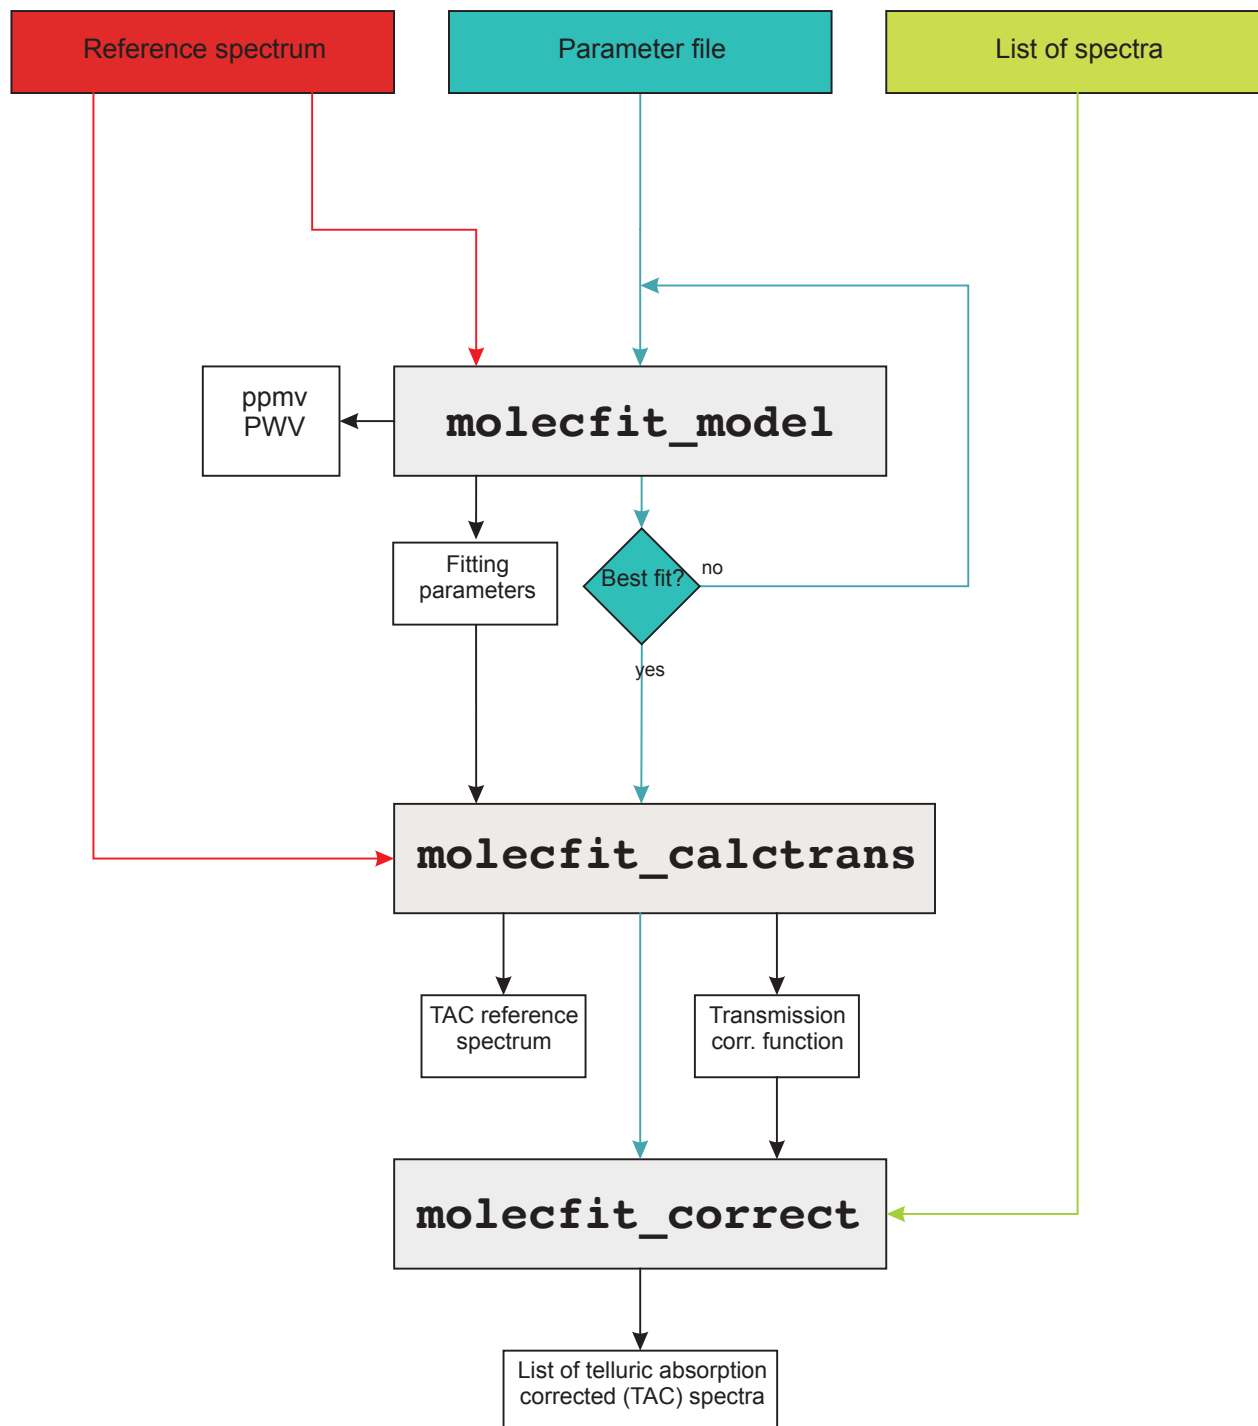 Reference spectrum
Parameter file
List of spectra
ppmv
PWV
molecfit_model
Fitting
parameters
Best fit?
no
yes
molecfit_calctrans
TAC reference
spectrum
Transmission
corr. function
molecfit_correct
List of telluric absorption
corrected (TAC) spectra